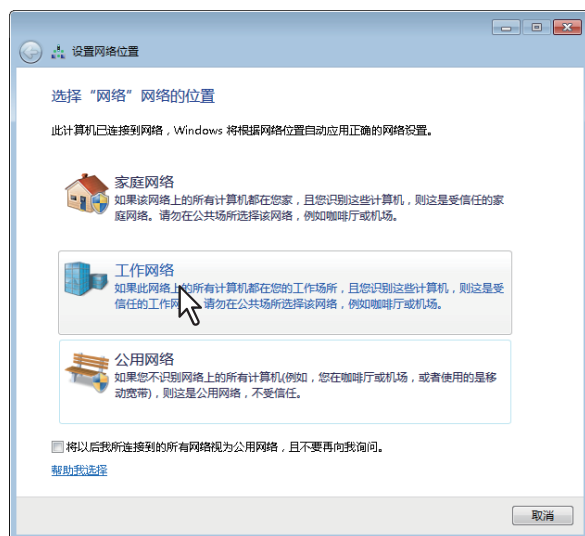 设置网络位置
选择“网络”网络的位置
此计算机已连接到网络，Windows 将根据网络位置自动应用正确的网络设置。
家庭网络
如果该网络上的所有计算机都在您家，且您识别这些计算机，则这是受信任的家
庭网络。请勿在公共场所选择该网络，例如咖啡厅或机场。
工作网络
如果此网络上的所有计算机都在您的工作场所，且您识别这些计算机，则这是受
信任的工作网 请勿在公共场所选择该网络，例如咖啡厅或机场。
公用网络
如果您不识别网络上的所有计算机(例如，您在咖啡厅或机场，或者使用的是移
动宽带)，则这是公用网络，不受信任。
将以后我所连接到的所有网络视为公用网络，且不要再向我询问。
帮助我选择
取消